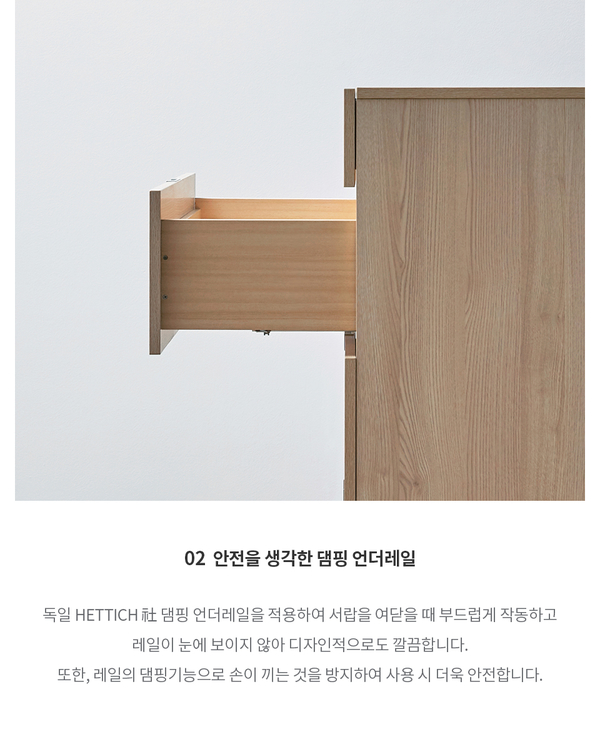 02 안전을 생각한 댐핑 언더레일
독일 HETTICH 社 댐핑 언더레일을 적용하여 서랍을 여닫을 때 부드럽게 작동하고
레일이 눈에 보이지 않아 디자인적으로도 깔끔합니다.
또한, 레일의 댐핑기능으로 손이 끼는 것을 방지하여 사용 시 더욱 안전합니다.